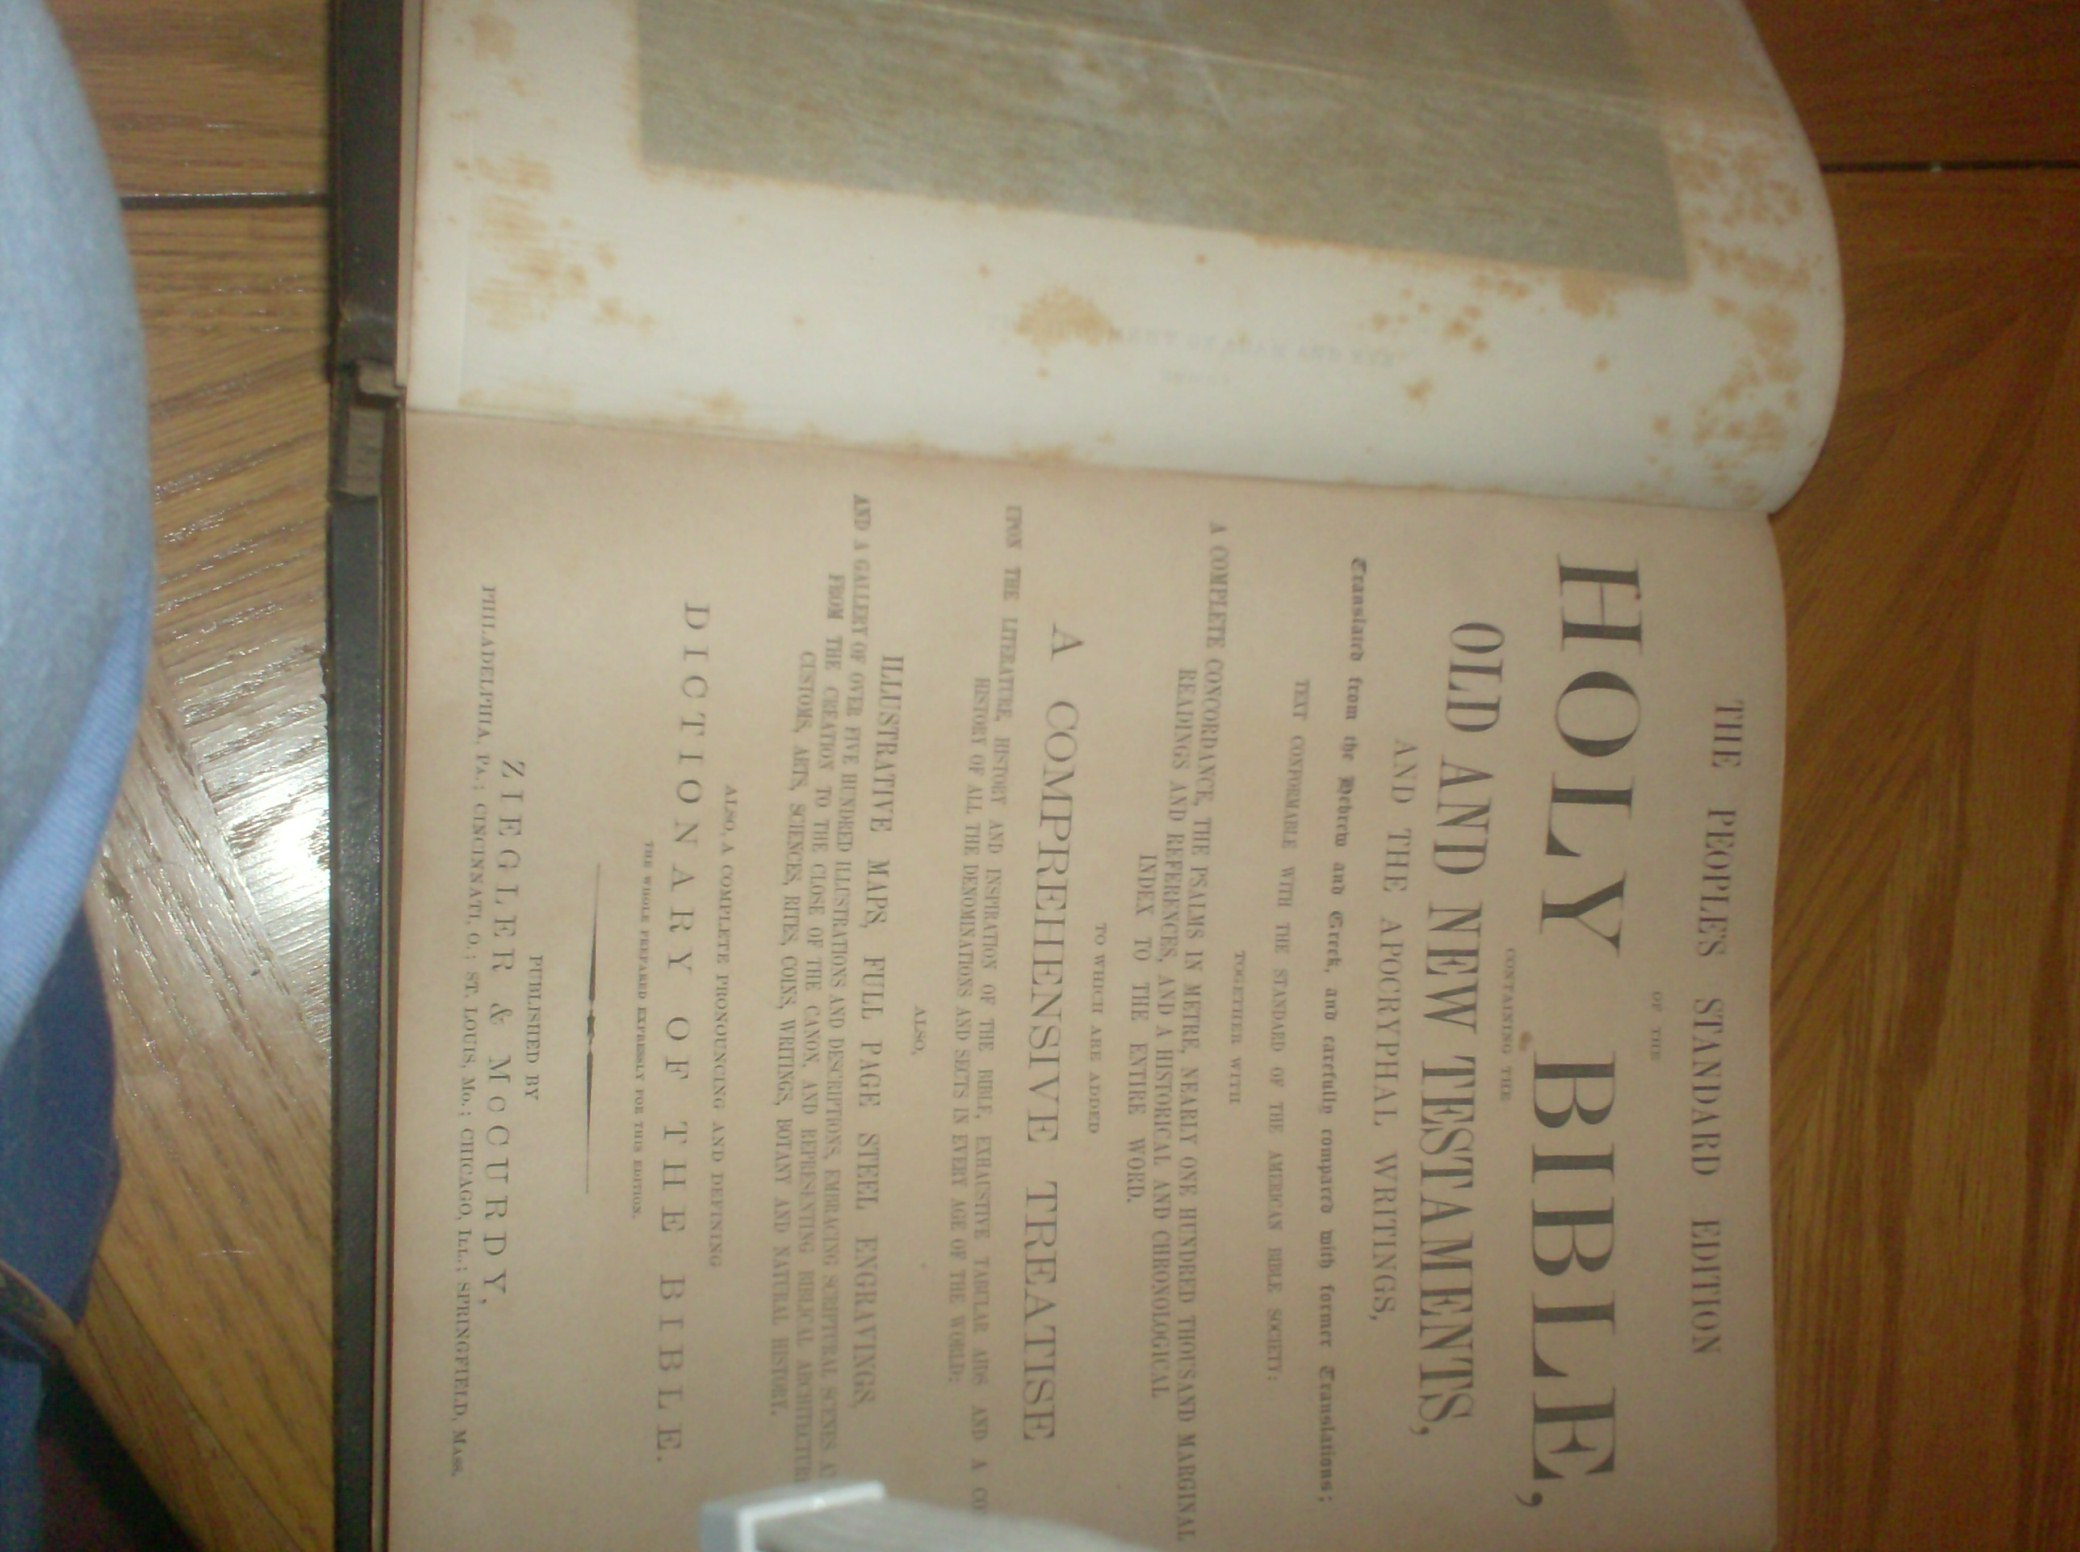 THE PEOPLE'S STANDARD EDITION
OF THE
HOLY BIBLE,
CONTAINING THE
OLD AND NEW TESTAMENTS,
AND THE APOCRYPHAL WRITINGS,
Translated from the Hebrew and Greek, and carefully compared with former Translations;
TEXT CONFORMABLE WITH THE STANDARD OF THE AMERICAN BIBLE SOCIETY:
TOGETHER WITH
A COMPLETE CONCORDANCE, THE PSALMS IN METRE, NEARLY ONE HUNDRED THOUSAND MARGINAL
READINGS AND REFERENCES, AND A HISTORICAL AND CHRONOLOGICAL
INDEX TO THE ENTIRE WORD.
TO WHICH ARE ADDED
A COMPREHENSIVE TREATISE
UPON THE LITERATURE, HISTORY AND INSPIRATION OF THE BIBLE, EXHAUSTIVE TABULAR AIDS AND A
HISTORY OF ALL THE DENOMINATIONS AND SECTS IN EVERY AGE OF THE WORLD:
ALSO,
ILLUSTRATIVE MAPS, FULL PAGE STEEL ENGRAVINGS,
AND A GALLERY OF OVER FIVE HUNDRED ILLUSTRATIONS AND DESCRIPTIONS, EMBRACING SCRIPTURAL SCENES
FROM THE CREATION TO THE CLOSE OF THE CANON, AND REPRESENTING BIBLICAL ARCHITECTURE
CUSTOMS, ARTS, SCIENCES, RITES, COINS, WRITINGS, BOTANY AND NATURAL HISTORY.
ALSO, A COMPLETE PRONOUNCING AND DEFINING
DICTIONARY OF THE BIBLE.
THE WHOLE PREPARED EXPRESSLY FOR THIS EDITION.
PUBLISHED BY
ZIEGLER & McCURDY,
PHILADELPHIA, PA.; CINCINNATI, O.; ST. LOUIS, MO.; CHICAGO, ILL.; SPRINGFIELD, MASS.